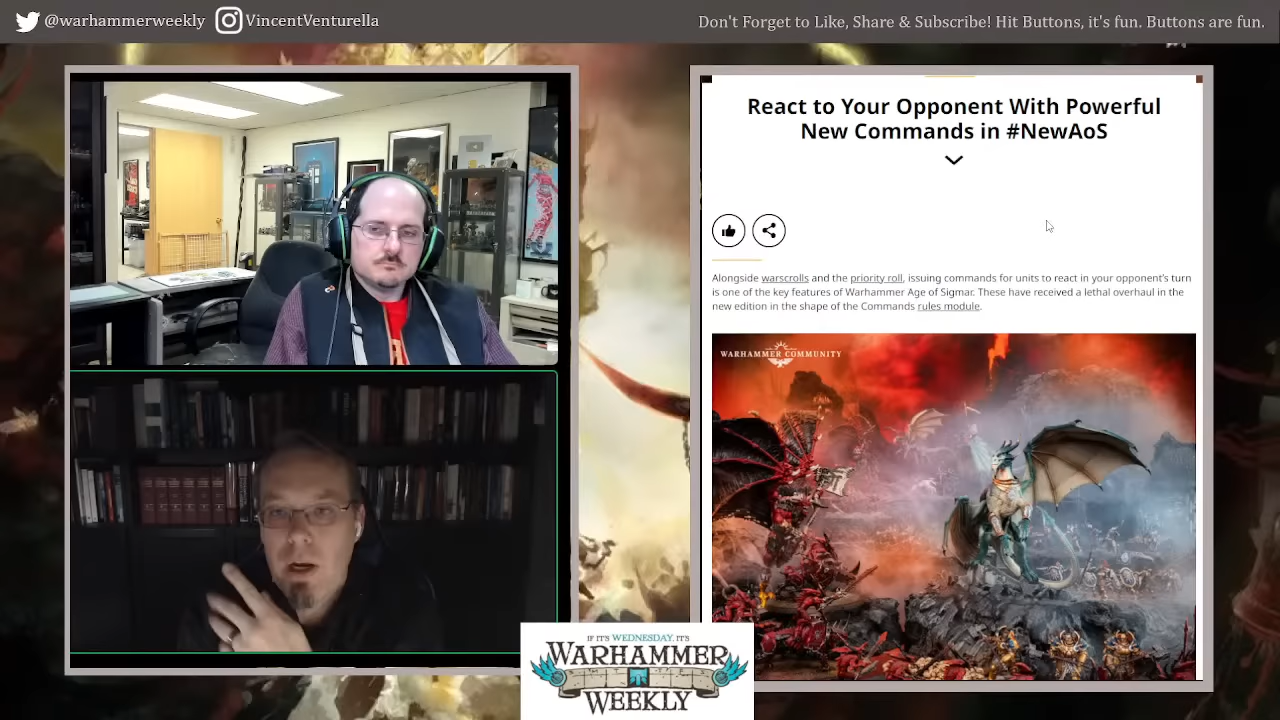 @warhammerweekly VincentVenturella
Don't Forget to Like, Share & Subscribe! Hit Buttons, it's fun. Buttons are fun.
React to Your Opponent With Powerful
New Commands in #NewAoS
Alongside warscrolls and the priority roll, issuing commands for units to react in your opponent's turn
is one of the key features of Warhammer Age of Sigmar. These have received a lethal overhaul in the
new edition in the shape of the Commands rules module.
WARHAMMER COMMUNITY
IF IT'S WEDNESDAY, IT'S
WARHAMMER
WEEKLY